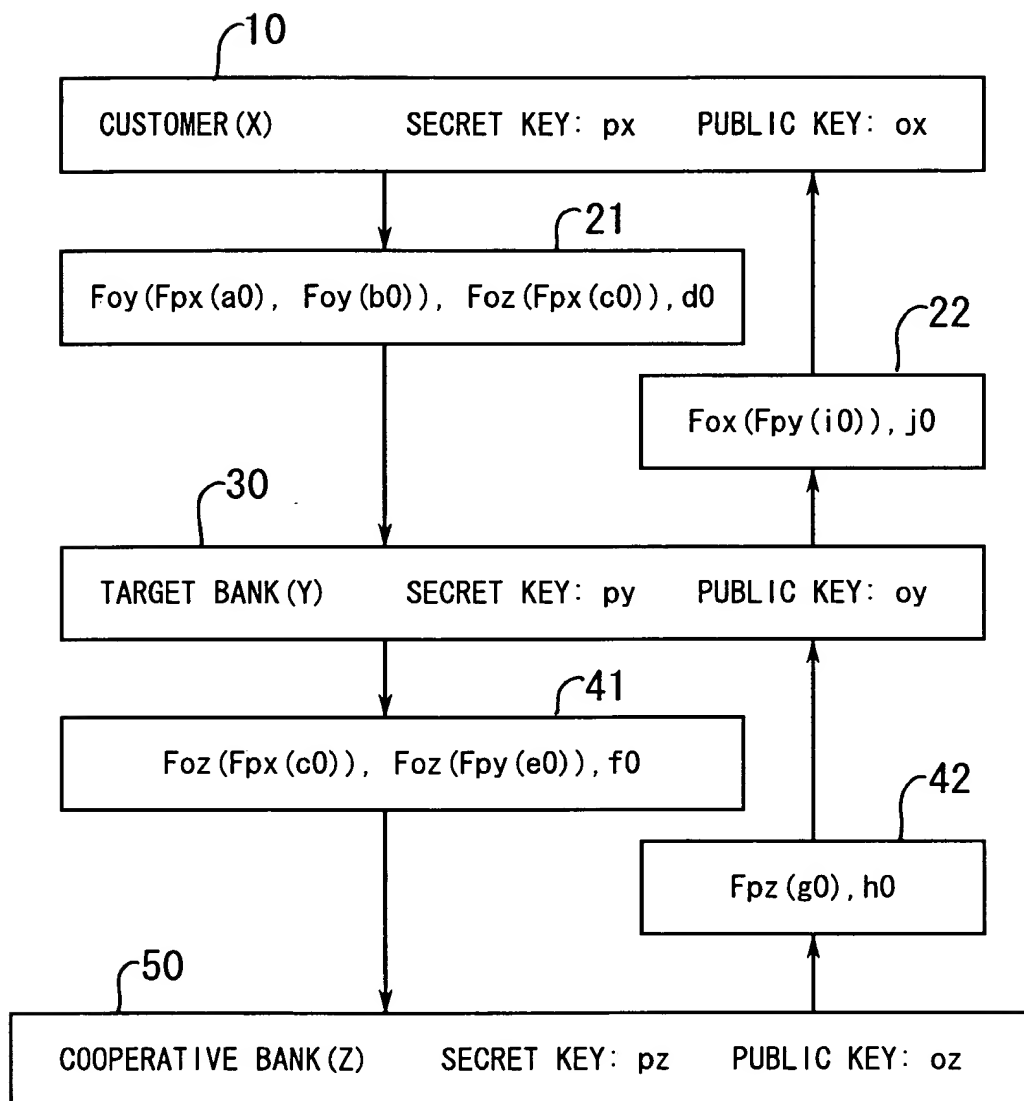 10
CUSTOMER(X) SECRET KEY: px PUBLIC KEY: ox
21
Foy(Fpx(a0), Foy(b0)), Foz(Fpx(c0)),d0
22
Fox(Fpy(i0)),j0
30
TARGET BANK(Y) SECRET KEY: py PUBLIC KEY: oy
41
Foz(Fpx(c0)), Foz(Fpy(e0)),f0
42
Fpz(g0),h0
50
COOPERATIVE BANK(Z) SECRET KEY: pz PUBLIC KEY: oz